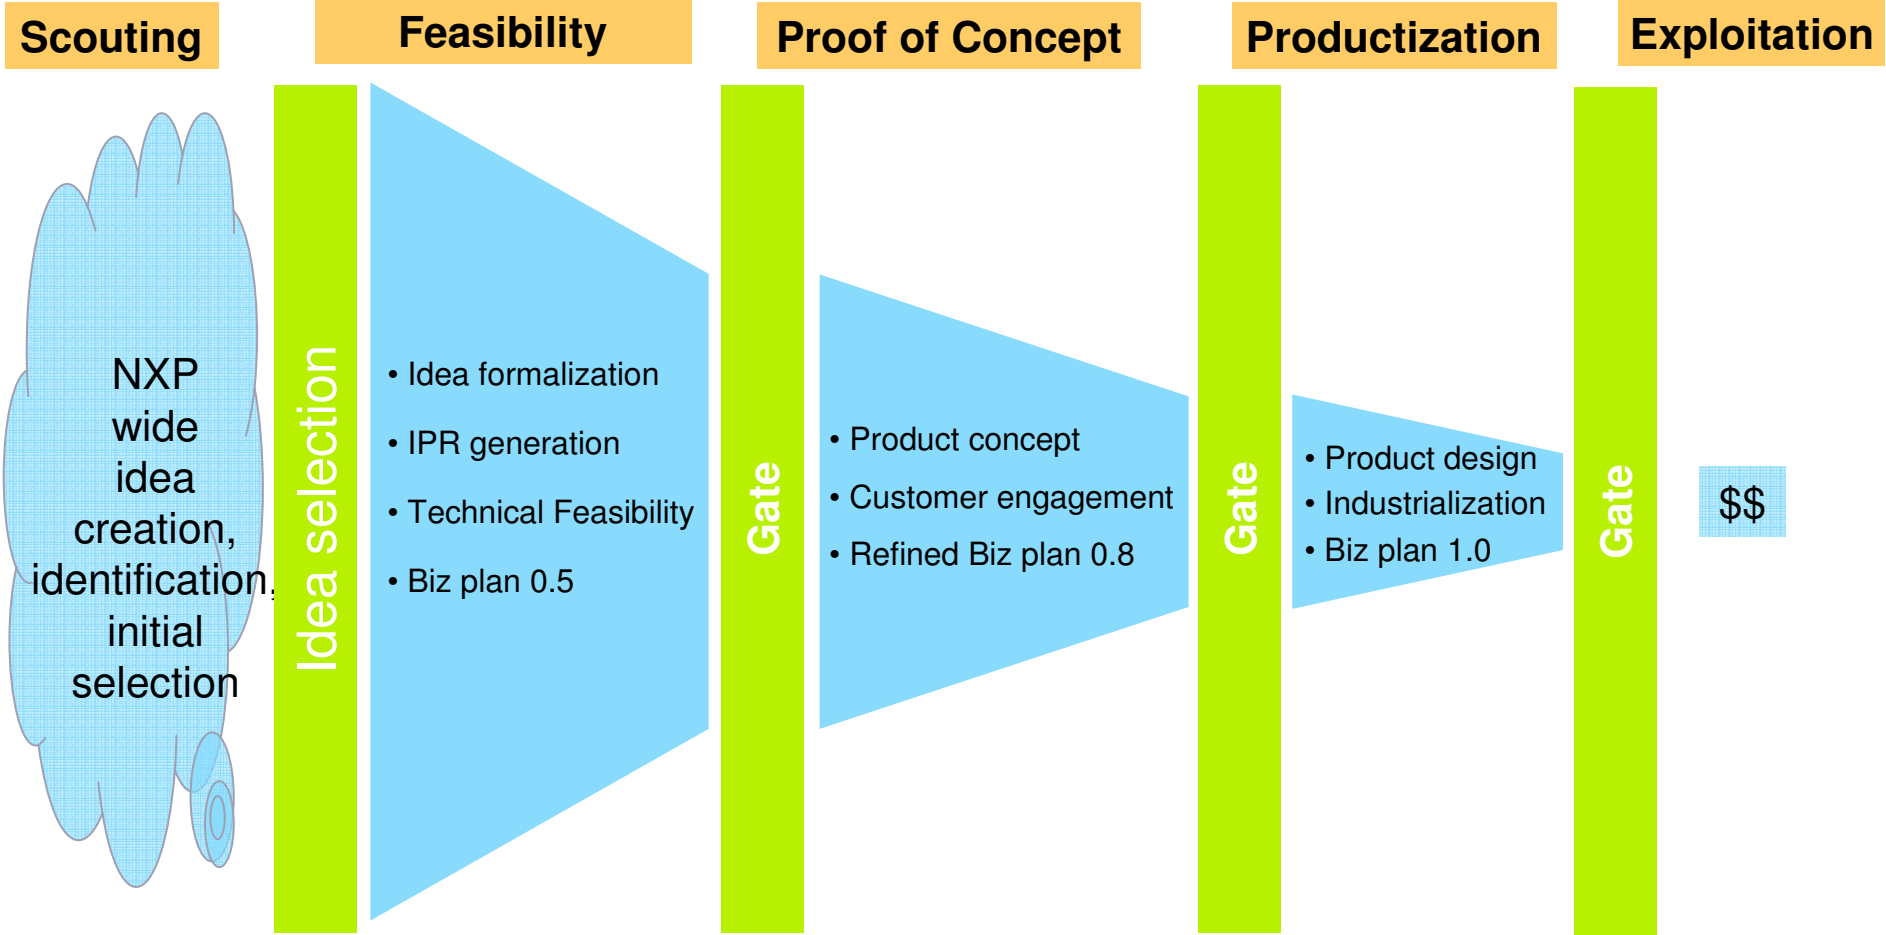 Scouting
Feasibility
Proof of Concept
Productization
Exploitation
NXP
wide
idea
creation,
identification,
initial
selection
Idea selection
• Idea formalization
• IPR generation
• Technical Feasibility
• Biz plan 0.5
Gate
• Product concept
• Customer engagement
• Refined Biz plan 0.8
Gate
• Product design
• Industrialization
• Biz plan 1.0
Gate
$$